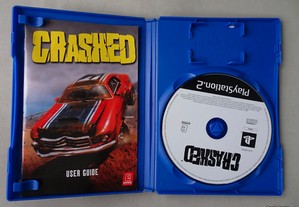 CRASHED
USER GUIDE
PlayStation.2
CRASHED